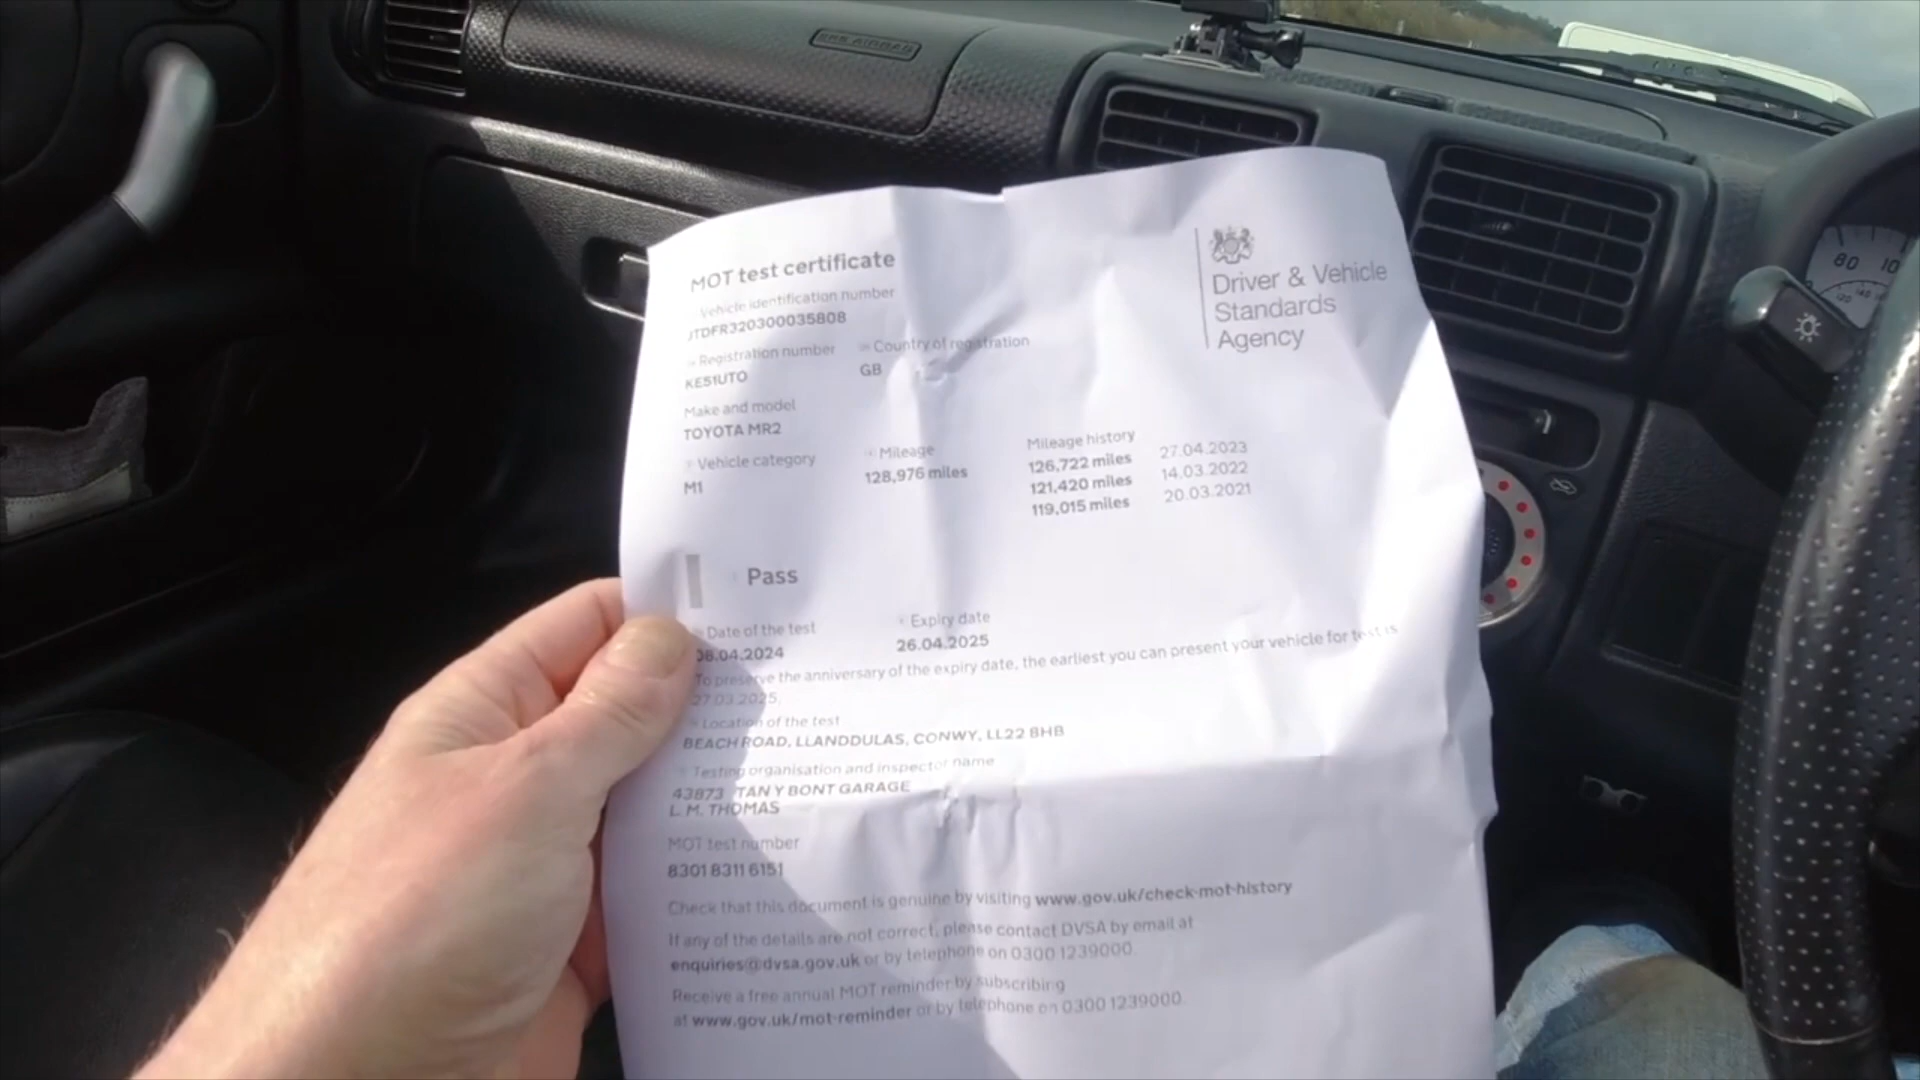 SRS AIRBAG
MOT test certificate
Vehicle identification number
JTDFR320300035808
Registration number
KE51UTO
Country of registration
GB
Make and model
TOYOTA MR2
Vehicle category
M1
Mileage
128,976 miles
Mileage history
126,722 miles 27.04.2023
121,420 miles 14.03.2022
119,015 miles 20.03.2021
Driver & Vehicle
Standards
Agency
Pass
Date of the test
08.04.2024
Expiry date
26.04.2025
To preserve the anniversary of the expiry date, the earliest you can present your vehicle for test is
27.03.2025.
Location of the test
BEACH ROAD, LLANDDULAS, CONWY, LL22 8HB
Testing organisation and inspector name
43873 TAN Y BONT GARAGE
L. M. THOMAS
MOT test number
8301 8311 6151
Check that this document is genuine by visiting www.gov.uk/check-mot-history
If any of the details are not correct, please contact DVSA by email at
enquiries@dvsa.gov.uk or by telephone on 0300 1239000.
Receive a free annual MOT reminder by subscribing
at www.gov.uk/mot-reminder or by telephone on 0300 1239000.
80